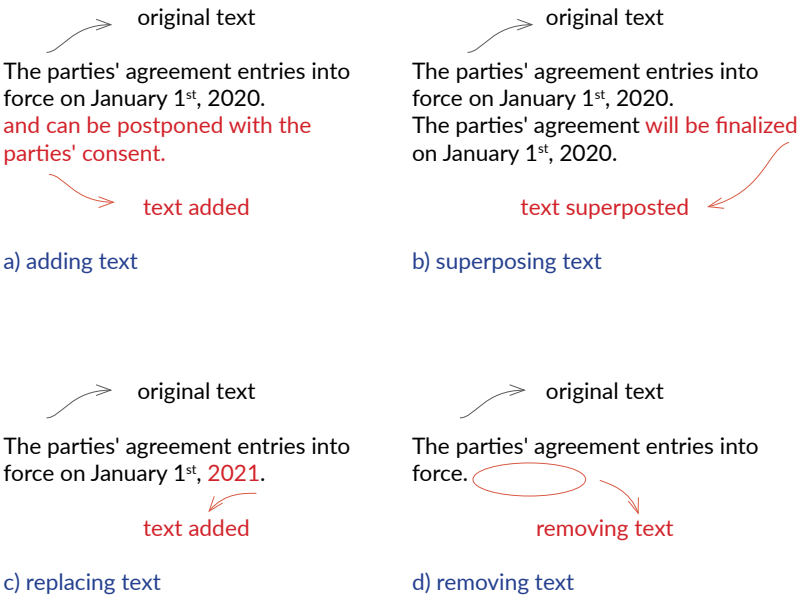 original text
The parties' agreement entries into
force on January 1st, 2020.
and can be postponed with the
parties' consent.
text added
a) adding text
original text
The parties' agreement entries into
force on January 1st, 2020.
The parties' agreement will be finalized
on January 1st, 2020.
text superposted
b) superposing text
original text
The parties' agreement entries into
force on January 1st, 2021.
text added
c) replacing text
original text
The parties' agreement entries into
force.
removing text
d) removing text